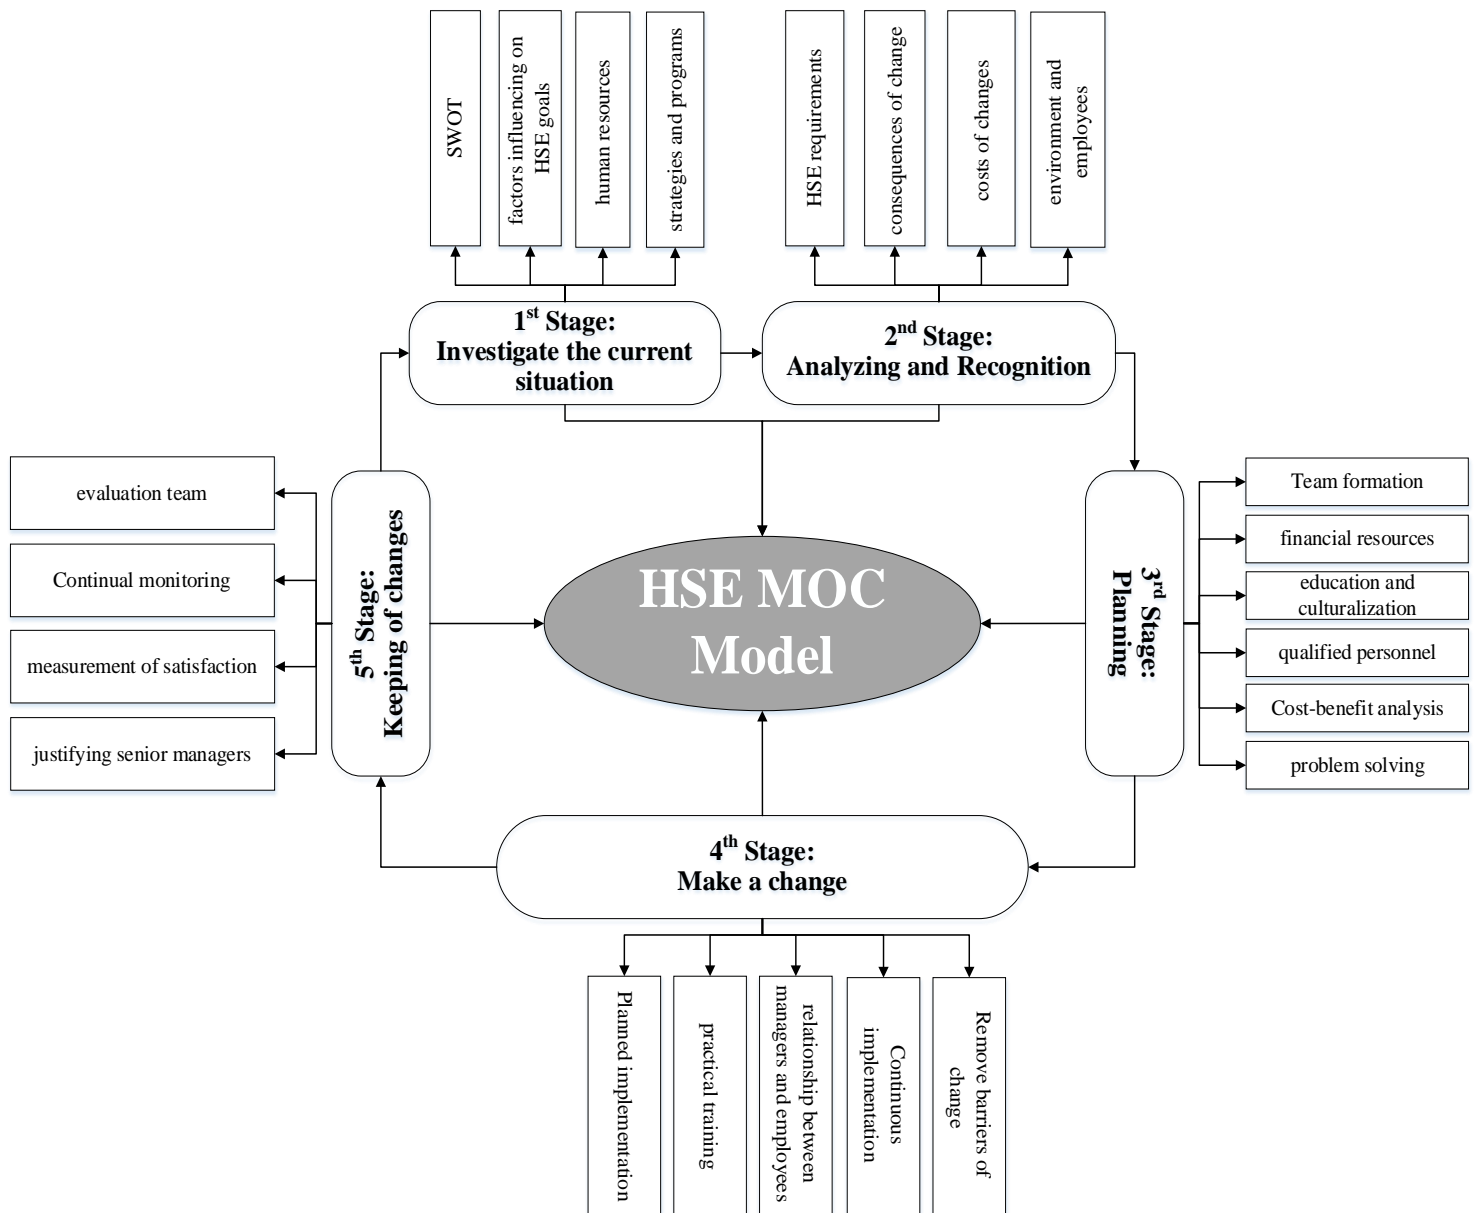 SWOT
factors influencing on
HSE goals
human resources
strategies and programs
HSE requirements
consequences of change
costs of changes
environment and
employees
1st Stage:
Investigate the current
situation
2nd Stage:
Analyzing and Recognition
evaluation team
Continual monitoring
measurement of satisfaction
justifying senior managers
5th Stage:
Keeping of changes
HSE MOC
Model
3rd Stage:
Planning
Team formation
financial resources
education and
culturalization
qualified personnel
Cost-benefit analysis
problem solving
4th Stage:
Make a change
Planned implementation
practical training
relationship between
managers and employees
Continuous
implementation
Remove barriers of
change